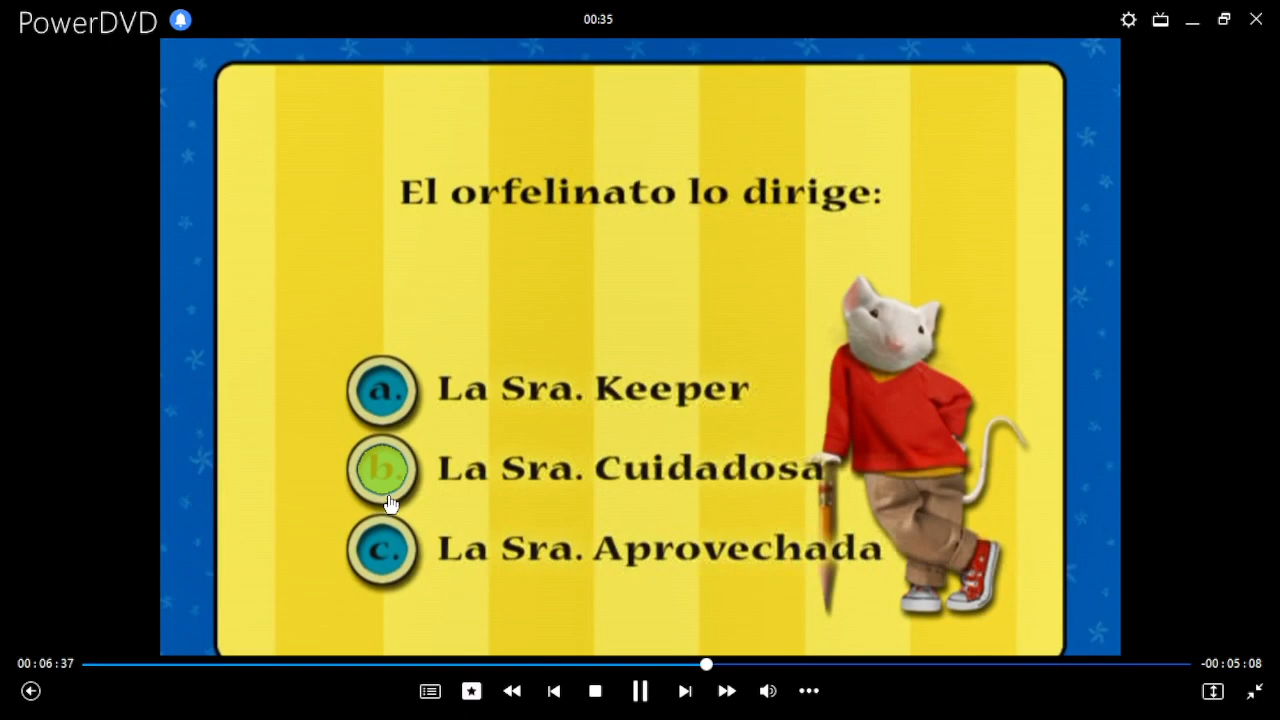 PowerDVD
00:35
El orfelinato lo dirige:
a. La Sra. Keeper
b. La Sra. Cuidadosa
c. La Sra. Aprovechada
00:06:37
-00:05:08